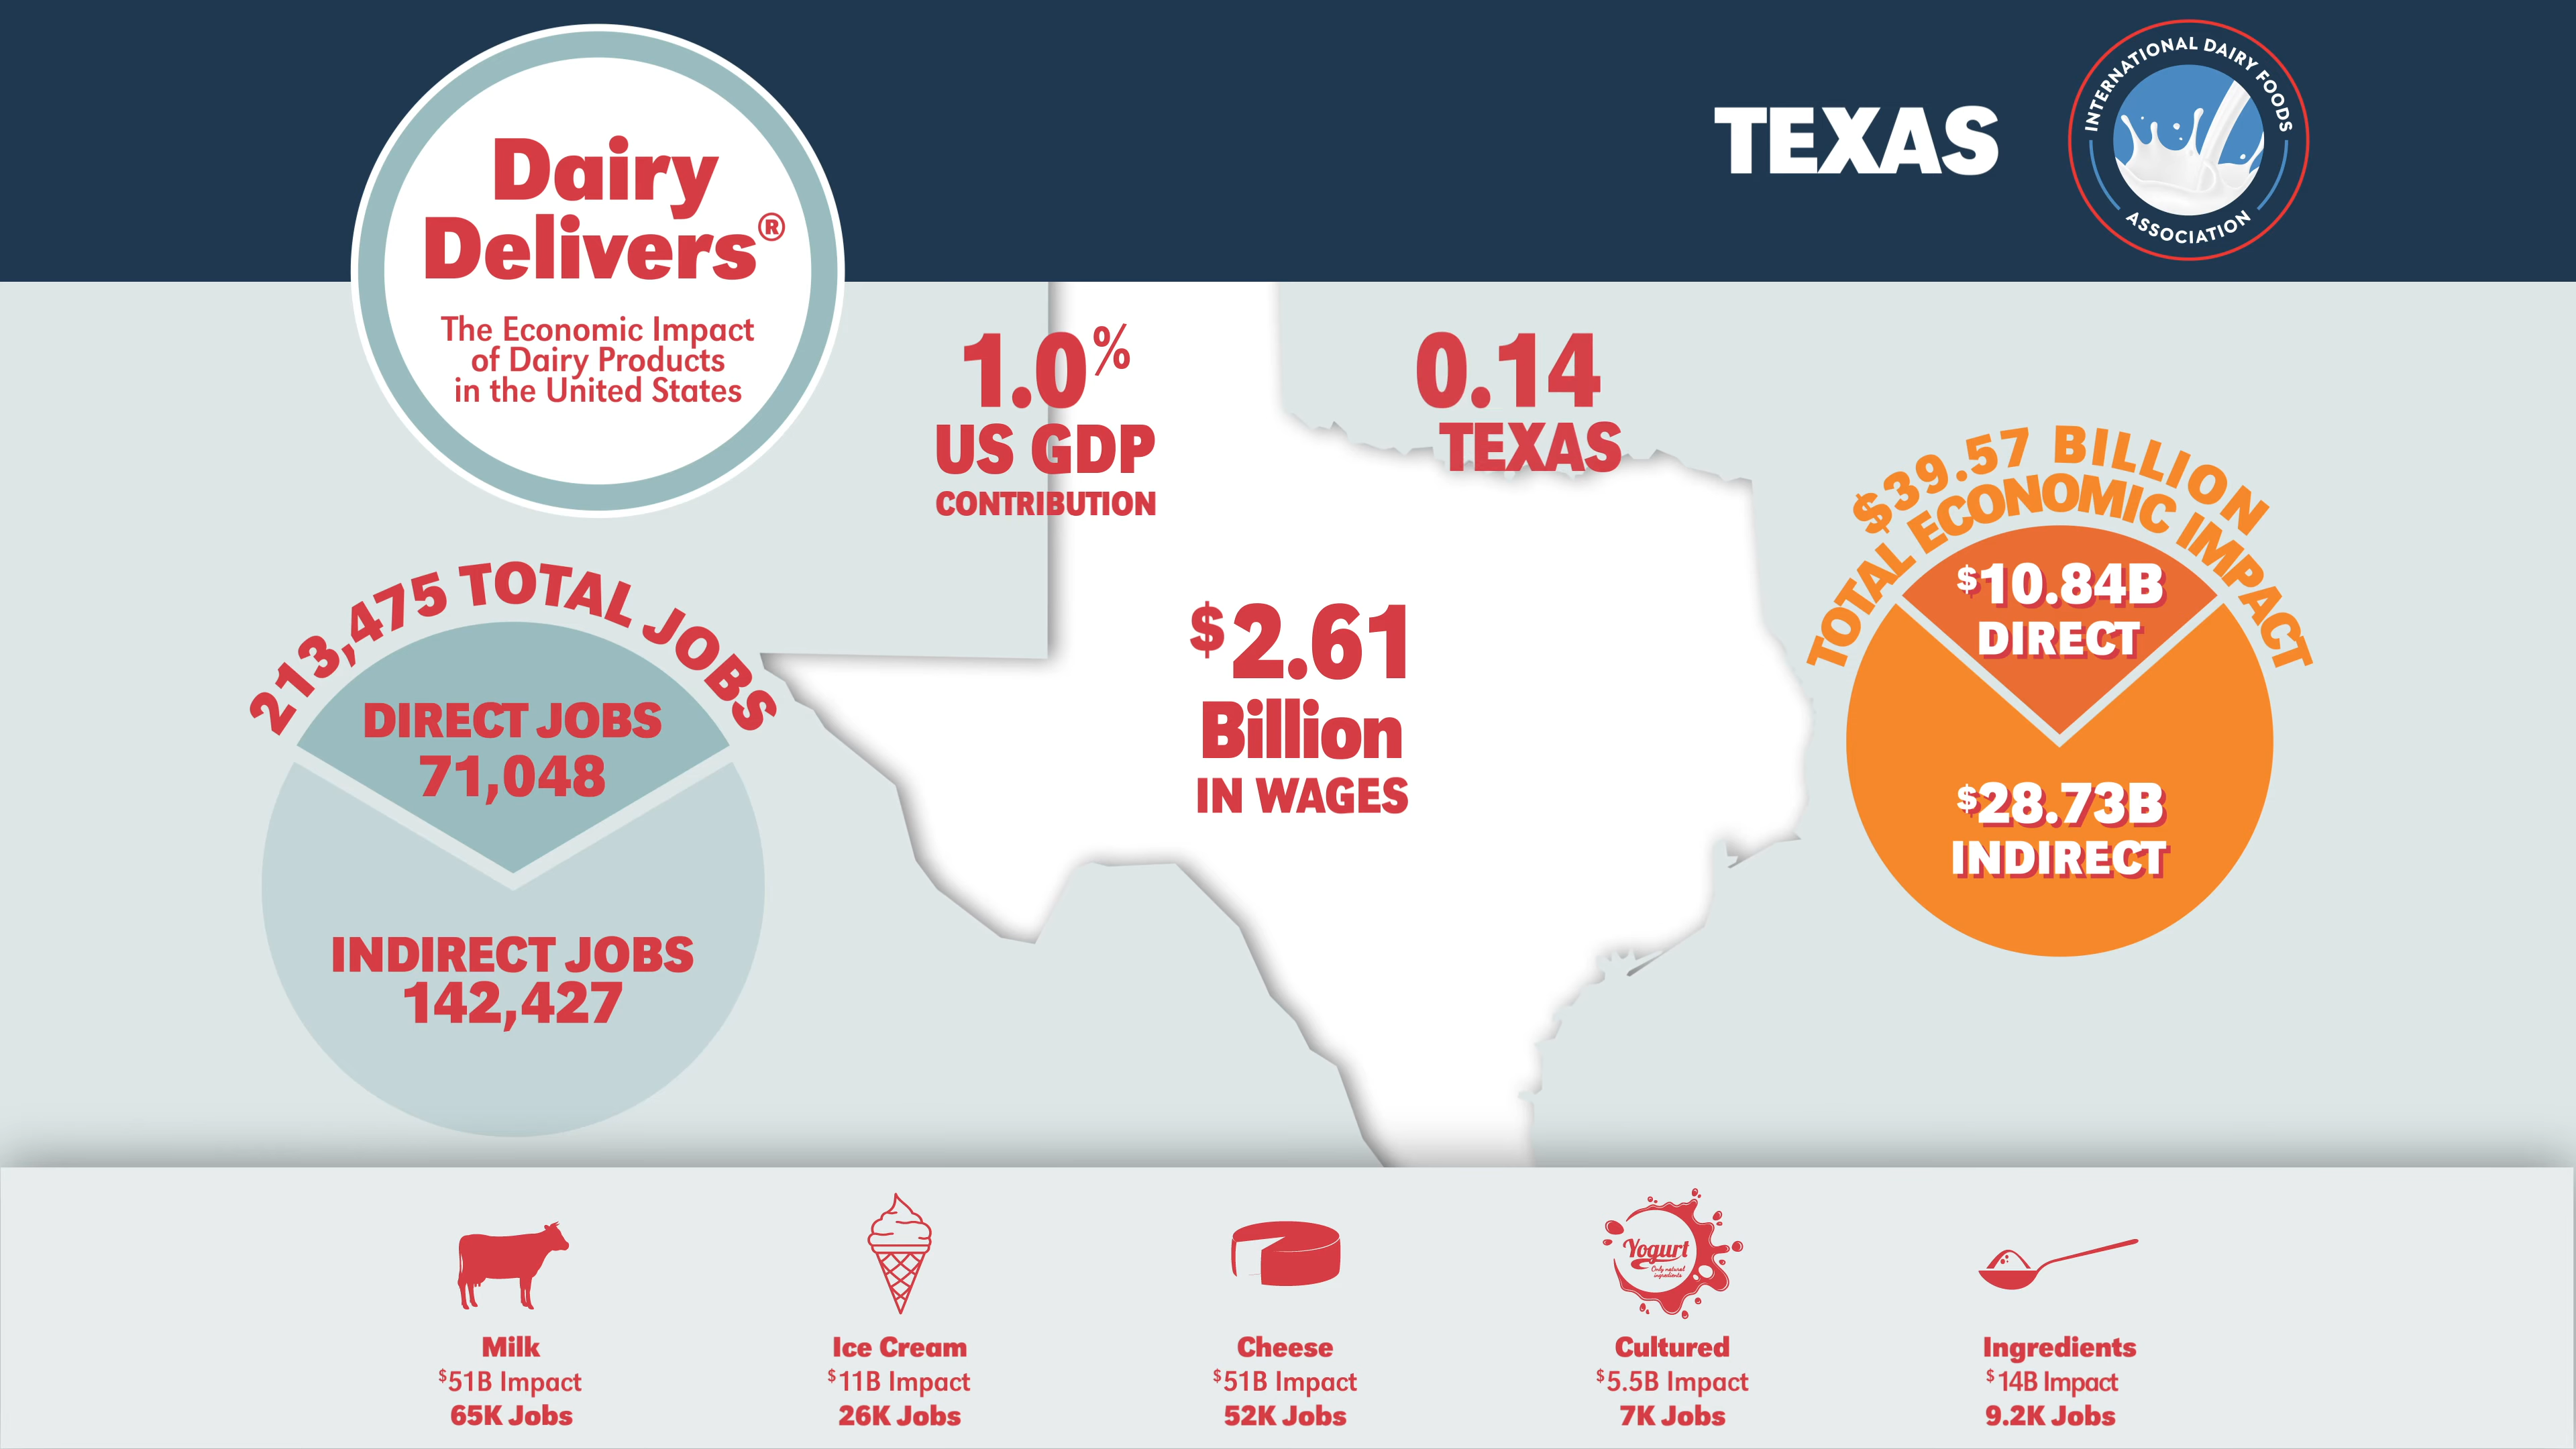 Dairy
Delivers®
The Economic Impact
of Dairy Products
in the United States
TEXAS
INTERNATIONAL DAIRY FOODS
ASSOCIATION
1.0%
US GDP
CONTRIBUTION
0.14
TEXAS
213,475 TOTAL JOBS
DIRECT JOBS
71,048
INDIRECT JOBS
142,427
$2.61
Billion
IN WAGES
$39.57 BILLION
TOTAL ECONOMIC IMPACT
$10.84B
DIRECT
$28.73B
INDIRECT
Milk
$51B Impact
65K Jobs
Ice Cream
$11B Impact
26K Jobs
Cheese
$51B Impact
52K Jobs
Yogurt
Only natural
ingredients
Cultured
$5.5B Impact
7K Jobs
Ingredients
$14B Impact
9.2K Jobs